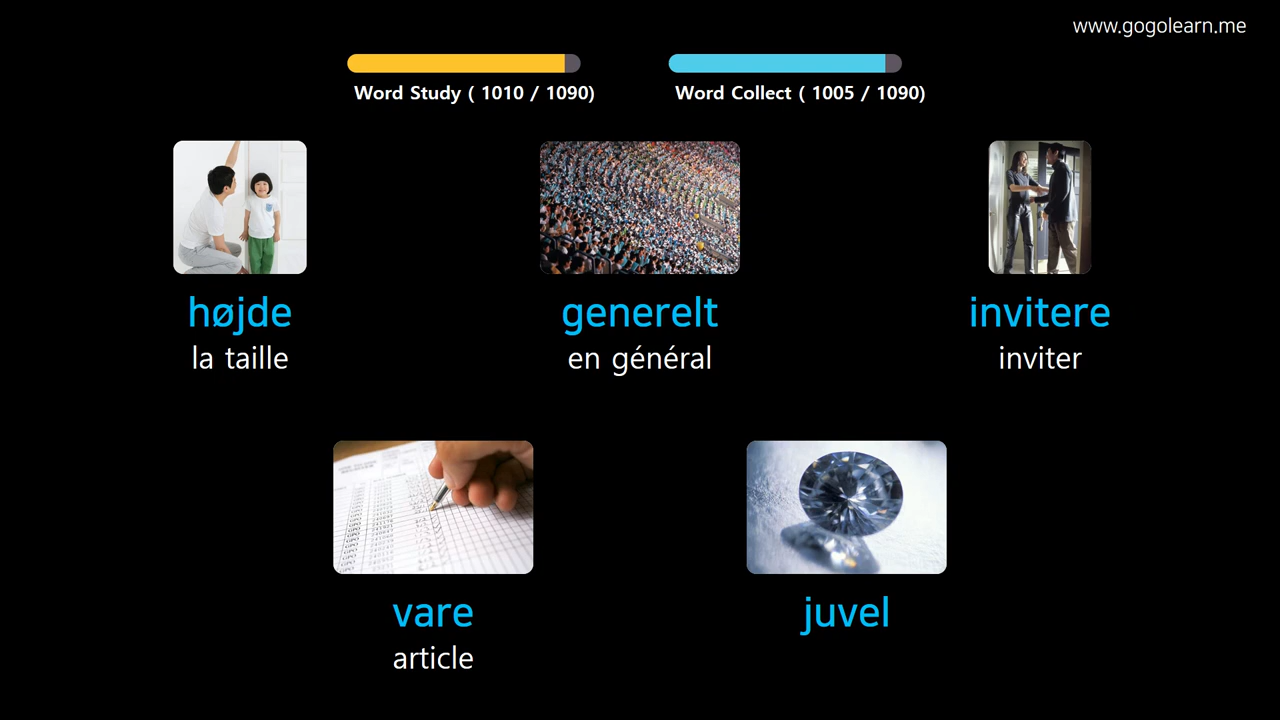 www.gogolearn.me
Word Study ( 1010 / 1090)
Word Collect ( 1005 / 1090)
højde
generelt
invitere
la taille
en général
inviter
vare
juvel
article